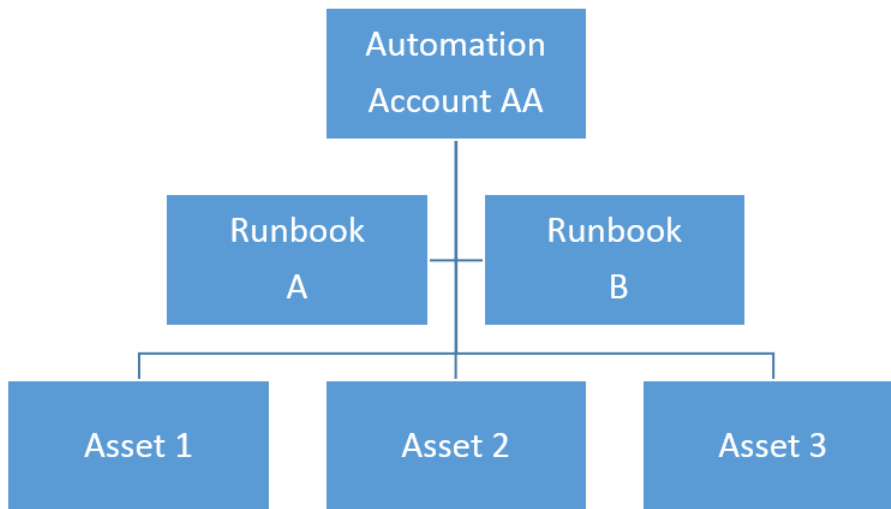 Automation
Account AA
Runbook
A
Runbook
B
Asset 1
Asset 2
Asset 3